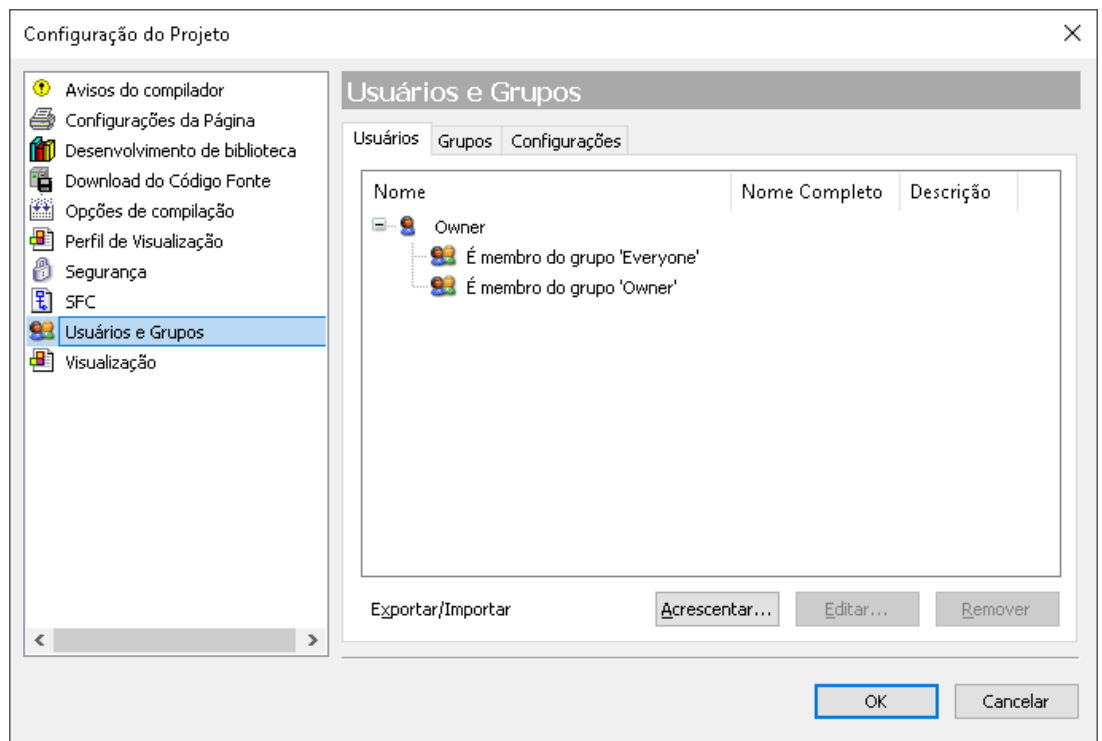 Configuração do Projeto
Avisos do compilador
Configurações da Página
Desenvolvimento de biblioteca
Download do Código Fonte
Opções de compilação
Perfil de Visualização
Segurança
SFC
Usuários e Grupos
Visualização
Usuários e Grupos
Usuários Grupos Configurações
Nome Nome Completo Descrição
Owner
É membro do grupo 'Everyone'
É membro do grupo 'Owner'
Exportar/Importar Acrescentar... Editar... Remover
OK Cancelar